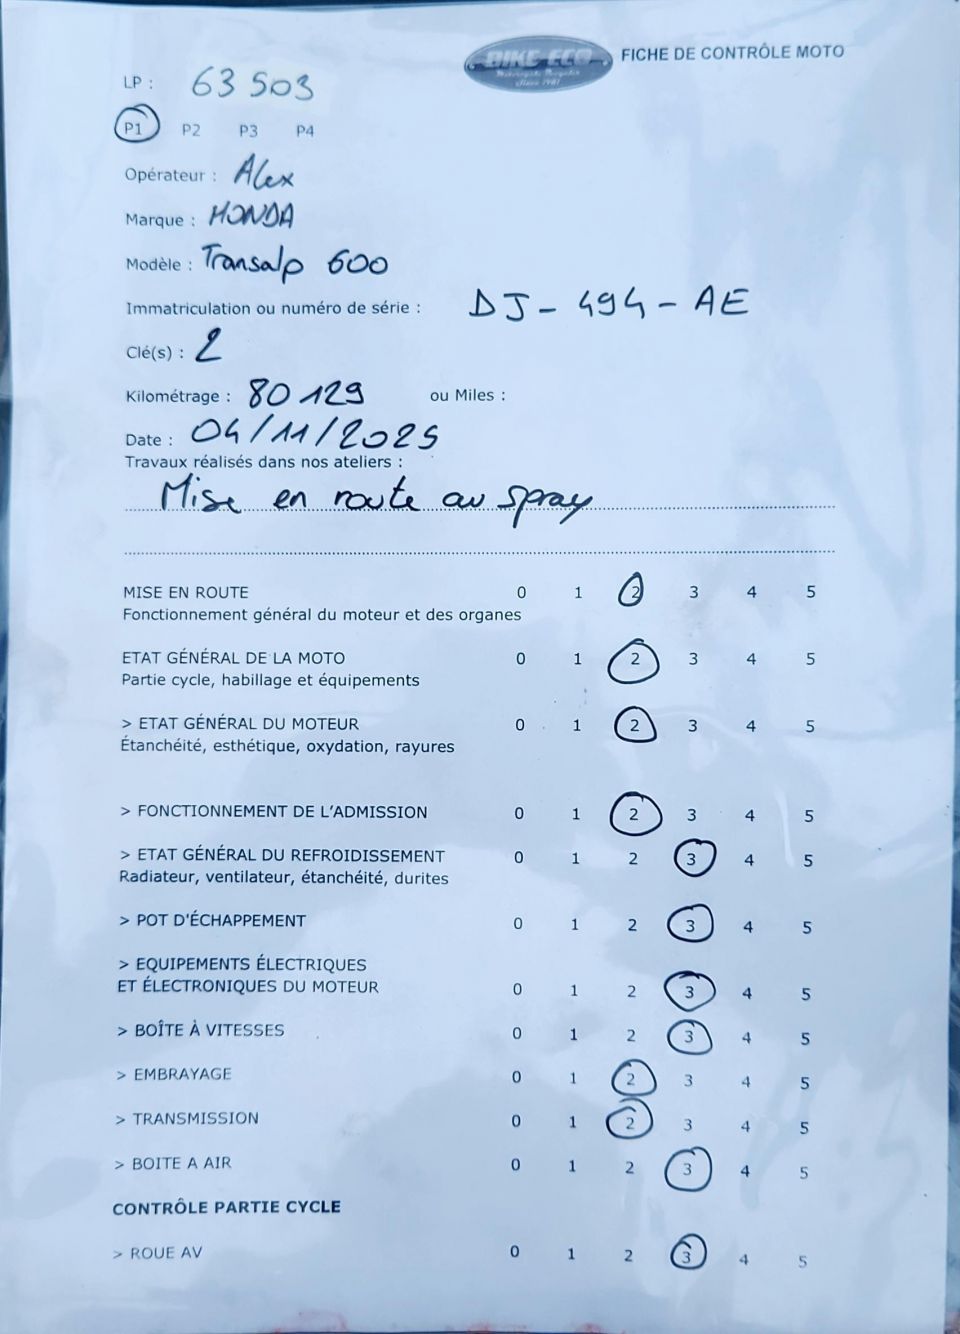 BIKE-ECO
Motorcycle Recycler
since 1987
FICHE DE CONTRÔLE MOTO
LP : 63503
P1 P2 P3 P4
Opérateur : Alex
Marque : HONDA
Modèle : Transalp 600
Immatriculation ou numéro de série : DJ-494-AE
Clé(s) : 2
Kilométrage : 80129 ou Miles :
Date : 04/11/2025
Travaux réalisés dans nos ateliers :
Mise en route au spray
MISE EN ROUTE 0 1 2 3 4 5
Fonctionnement général du moteur et des organes
ETAT GÉNÉRAL DE LA MOTO 0 1 2 3 4 5
Partie cycle, habillage et équipements
> ETAT GÉNÉRAL DU MOTEUR 0 1 2 3 4 5
Étanchéité, esthétique, oxydation, rayures
> FONCTIONNEMENT DE L'ADMISSION 0 1 2 3 4 5
> ETAT GÉNÉRAL DU REFROIDISSEMENT 0 1 2 3 4 5
Radiateur, ventilateur, étanchéité, durites
> POT D'ÉCHAPPEMENT 0 1 2 3 4 5
> EQUIPEMENTS ÉLECTRIQUES
ET ÉLECTRONIQUES DU MOTEUR 0 1 2 3 4 5
> BOÎTE À VITESSES 0 1 2 3 4 5
> EMBRAYAGE 0 1 2 3 4 5
> TRANSMISSION 0 1 2 3 4 5
> BOITE A AIR 0 1 2 3 4 5
CONTRÔLE PARTIE CYCLE
> ROUE AV 0 1 2 3 4 5